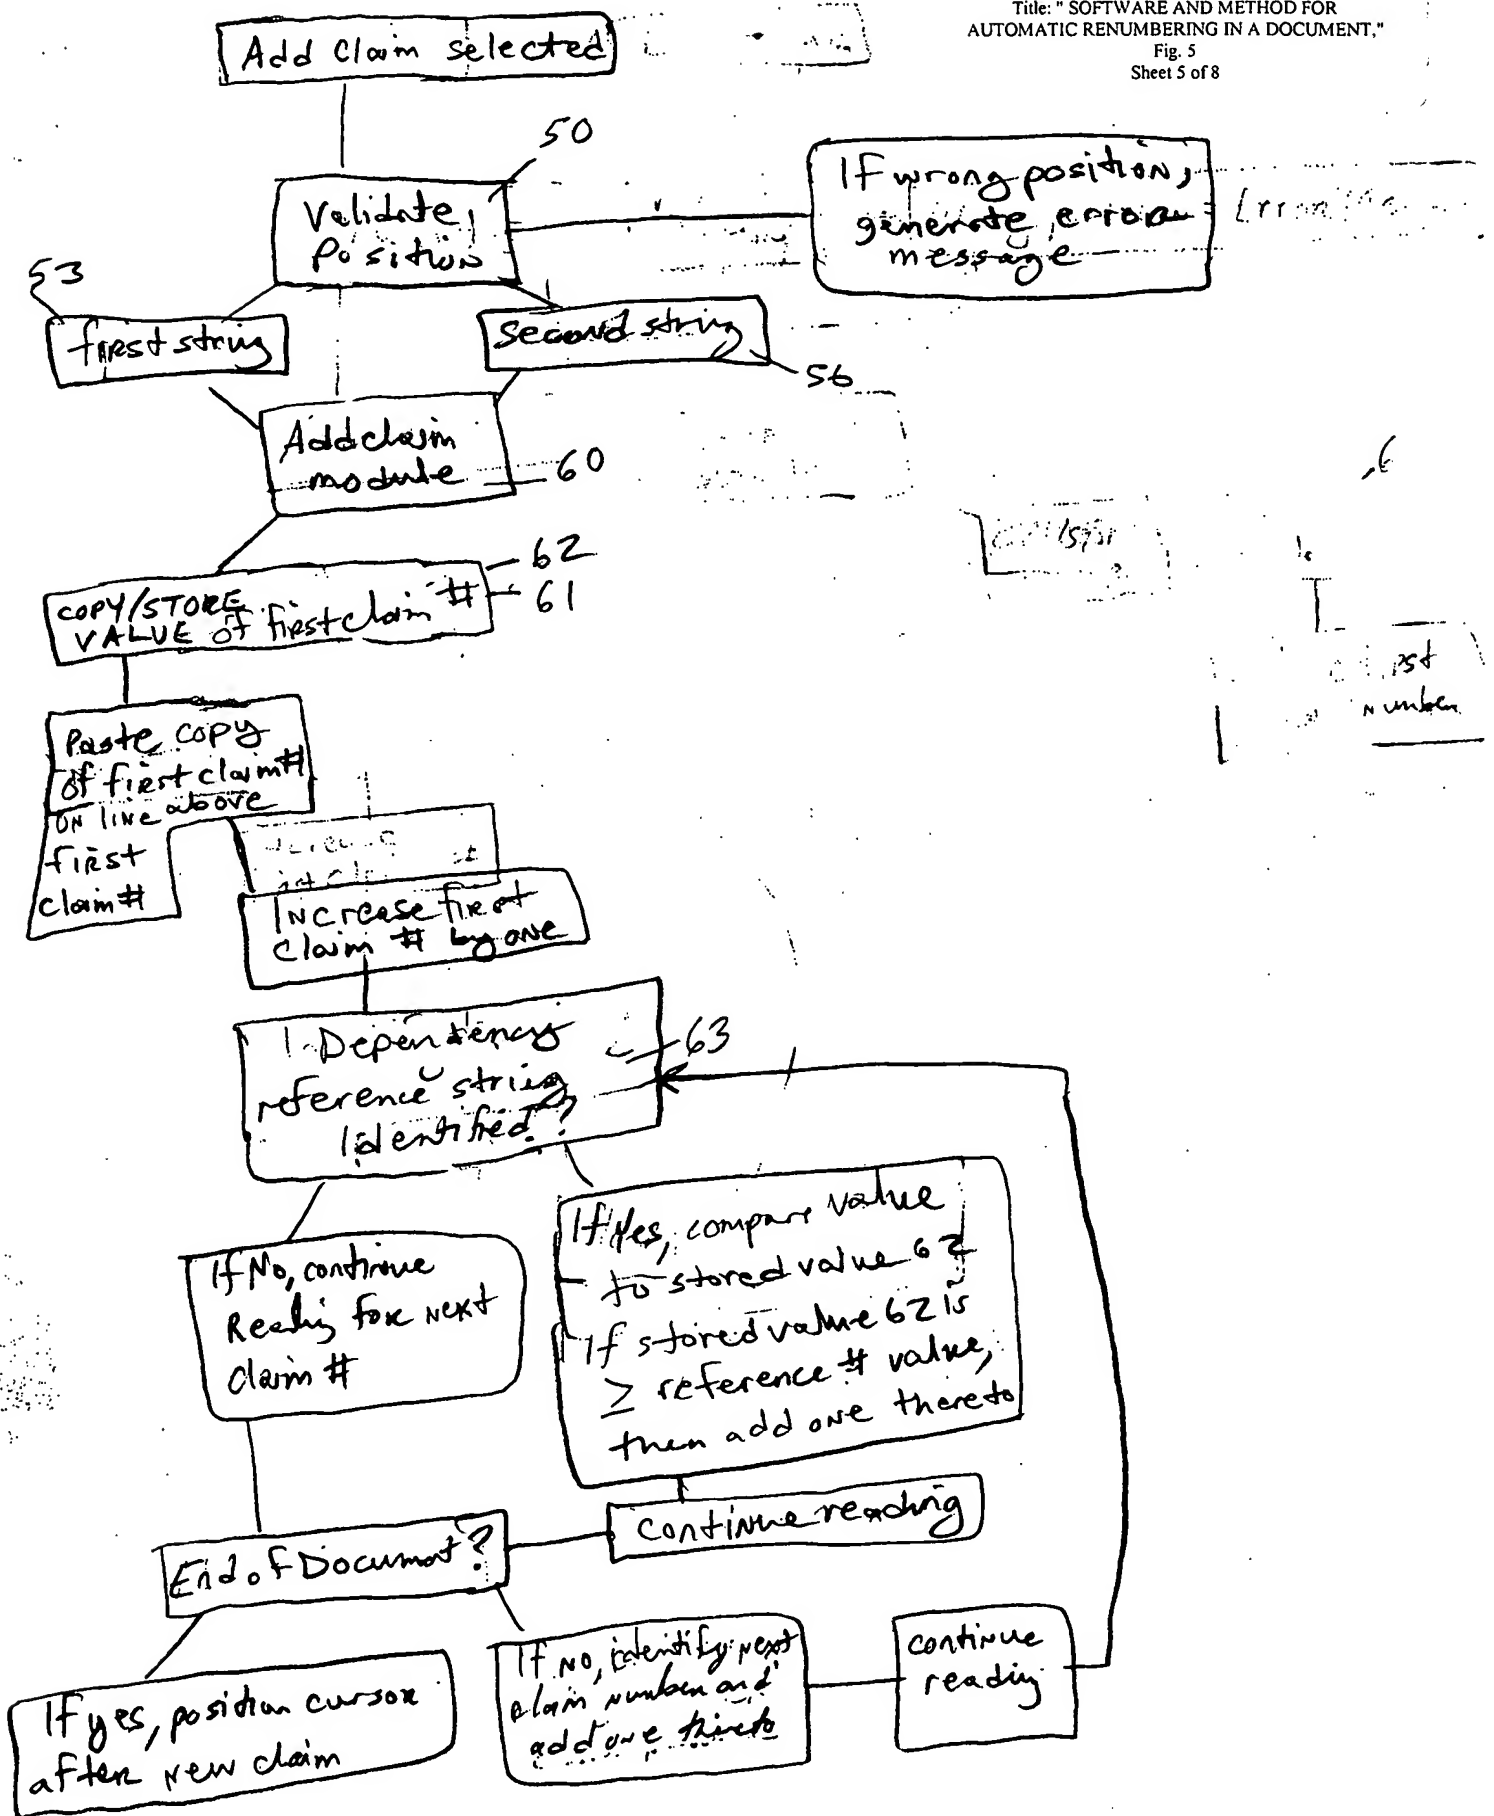 Title: " SOFTWARE AND METHOD FOR
AUTOMATIC RENUMBERING IN A DOCUMENT,"
Fig. 5
Sheet 5 of 8
Add claim selected
50
Validate
Position
If wrong position,
generate error
message
53
first string
second string
56
Add claim
module
60
62
61
COPY/STORE
VALUE of first claim #
Paste copy
of first claim #
on line above
first
claim #
Increase first
claim # by one
Dependency
reference string
Identified?
63
If No, continue
Reading for next
claim #
If Yes, compare value
to stored value 62
If stored value 62 is
≥ reference # value,
then add one thereto
continue reading
End of Document?
If yes, position cursor
after new claim
If no, identify next
claim number and
add one thereto
continue
reading
number